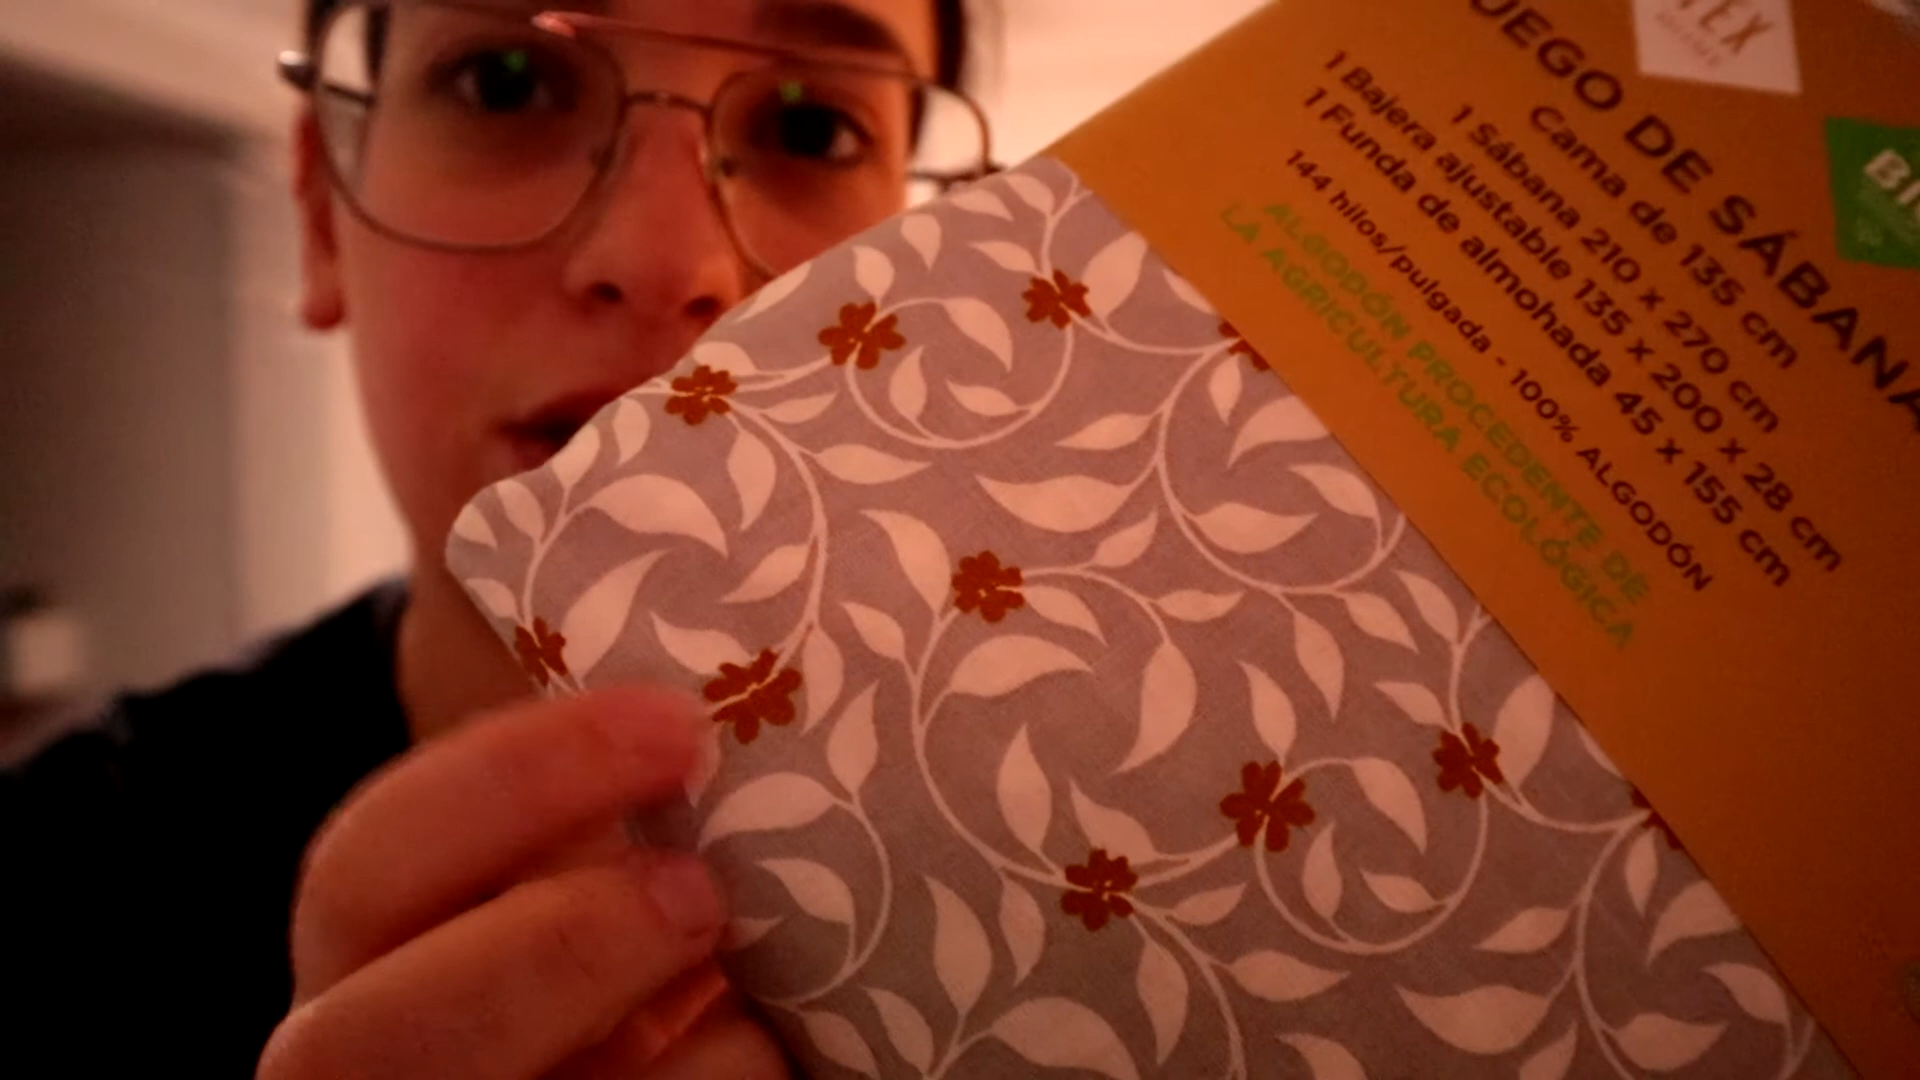 JUEGO DE SÁBANA
Cama de 135 cm
1 Sábana 210 x 270 cm
1 Bajera ajustable 135 x 200 x 28 cm
1 Funda de almohada 45 x 155 cm
144 hilos/pulgada - 100% ALGODÓN
ALGODÓN PROCEDENTE DE
LA AGRICULTURA ECOLÓGICA